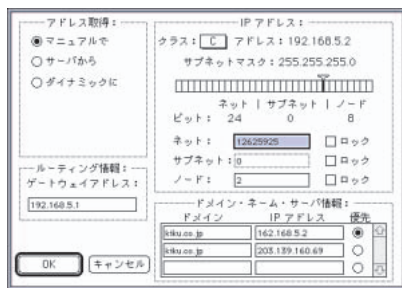 アドレス取得:
マニュアルで
サーバから
ダイナミックに
ルーティング情報:
ゲートウェイアドレス:
192.168.5.1
OK
キャンセル
IP アドレス:
クラス: C アドレス: 192.168.5.2
サブネットマスク: 255.255.255.0
ネット | サブネット | ノード
ビット: 24 0 8
ネット: 12625925 ロック
サブネット: 0 ロック
ノード: 2 ロック
ドメイン・ネーム・サーバ情報:
ドメイン IP アドレス 優先
kiku.co.jp 162.168.5.2
kiku.co.jp 203.139.160.69